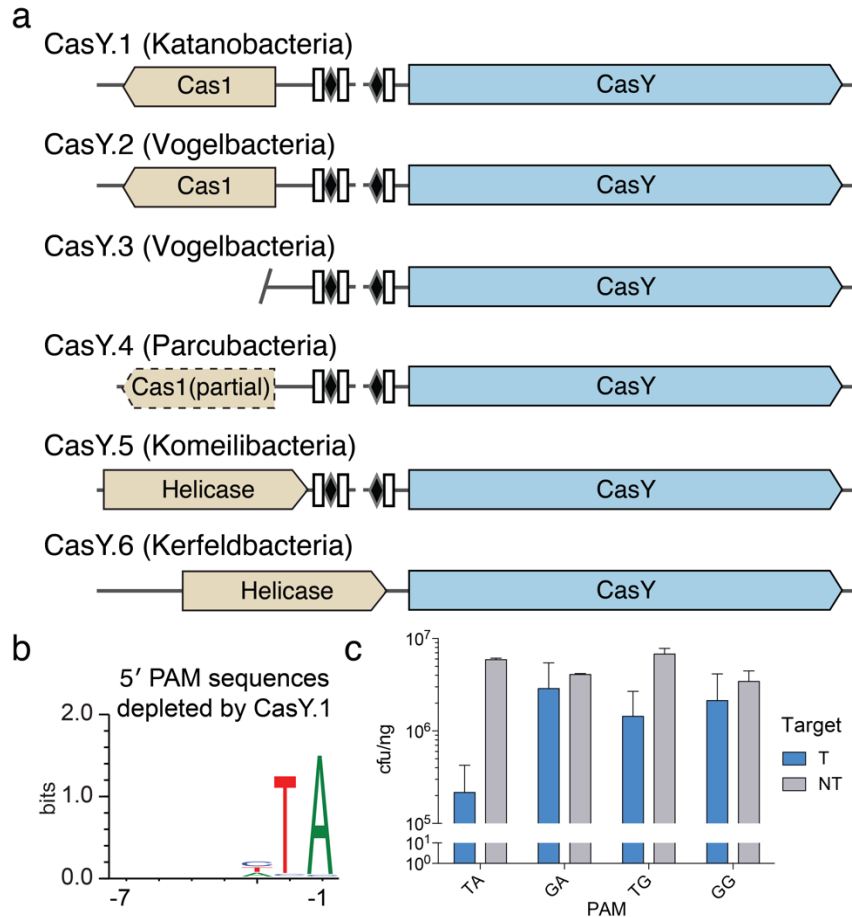 a
CasY.1 (Katanobacteria)
Cas1
CasY
CasY.2 (Vogelbacteria)
Cas1
CasY
CasY.3 (Vogelbacteria)
CasY
CasY.4 (Parcubacteria)
Cas1(partial)
CasY
CasY.5 (Komeilibacteria)
Helicase
CasY
CasY.6 (Kerfeldbacteria)
Helicase
CasY
b
5′ PAM sequences
depleted by CasY.1
2.0
1.0
0.0
bits
T A
-7
-1
c
10⁷
10⁶
10⁵
10¹
10⁰
cfu/ng
TA
GA
TG
GG
PAM
Target
T
NT